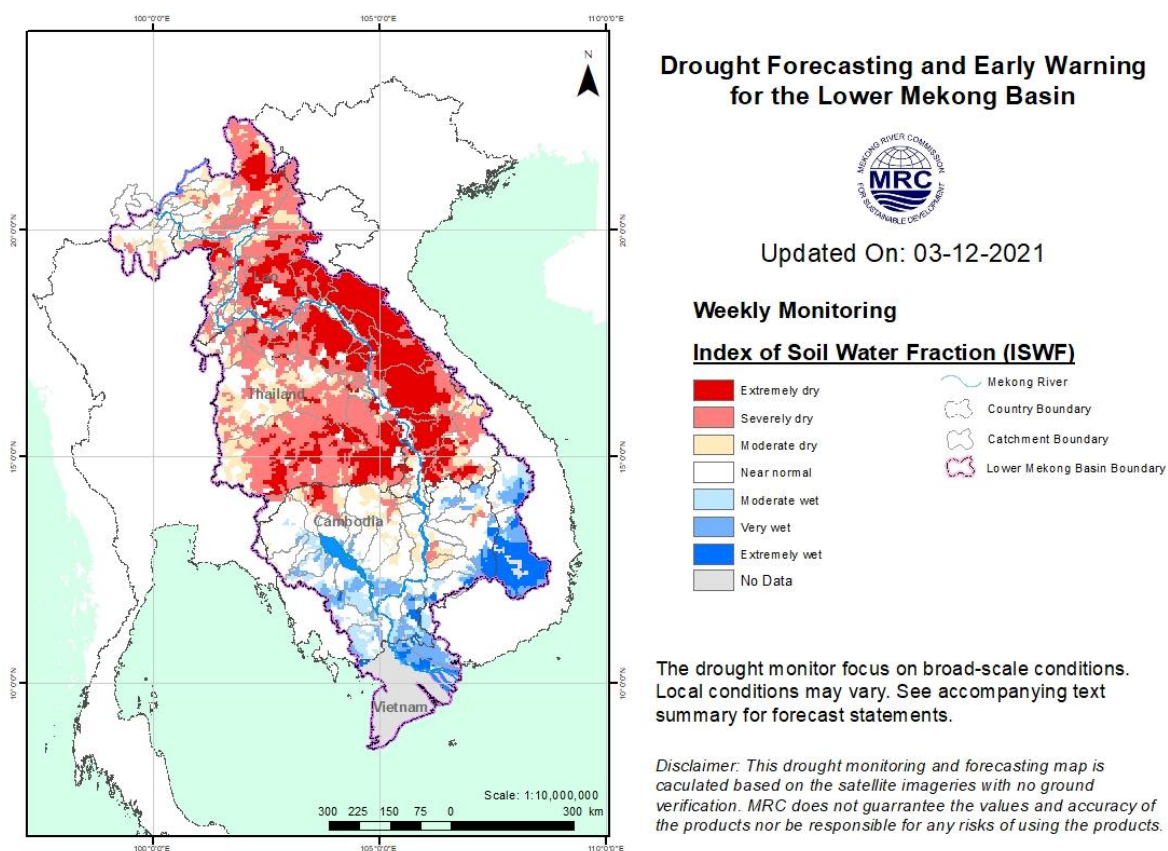 100°0'0"E 105°0'0"E 110°0'0"E
N
20°0'0"N 20°0'0"N
15°0'0"N 15°0'0"N
10°0'0"N 10°0'0"N
Lao
Thailand
Cambodia
Vietnam
Scale: 1:10,000,000
300 225 150 75 0 300 km
100°0'0"E 105°0'0"E 110°0'0"E
Drought Forecasting and Early Warning
for the Lower Mekong Basin
MEKONG RIVER COMMISSION
MRC
FOR SUSTAINABLE DEVELOPMENT
Updated On: 03-12-2021
Weekly Monitoring
Index of Soil Water Fraction (ISWF)
Extremely dry
Severely dry
Moderate dry
Near normal
Moderate wet
Very wet
Extremely wet
No Data
Mekong River
Country Boundary
Catchment Boundary
Lower Mekong Basin Boundary
The drought monitor focus on broad-scale conditions.
Local conditions may vary. See accompanying text
summary for forecast statements.
Disclaimer: This drought monitoring and forecasting map is
caculated based on the satellite imageries with no ground
verification. MRC does not guarrantee the values and accuracy of
the products nor be responsible for any risks of using the products.